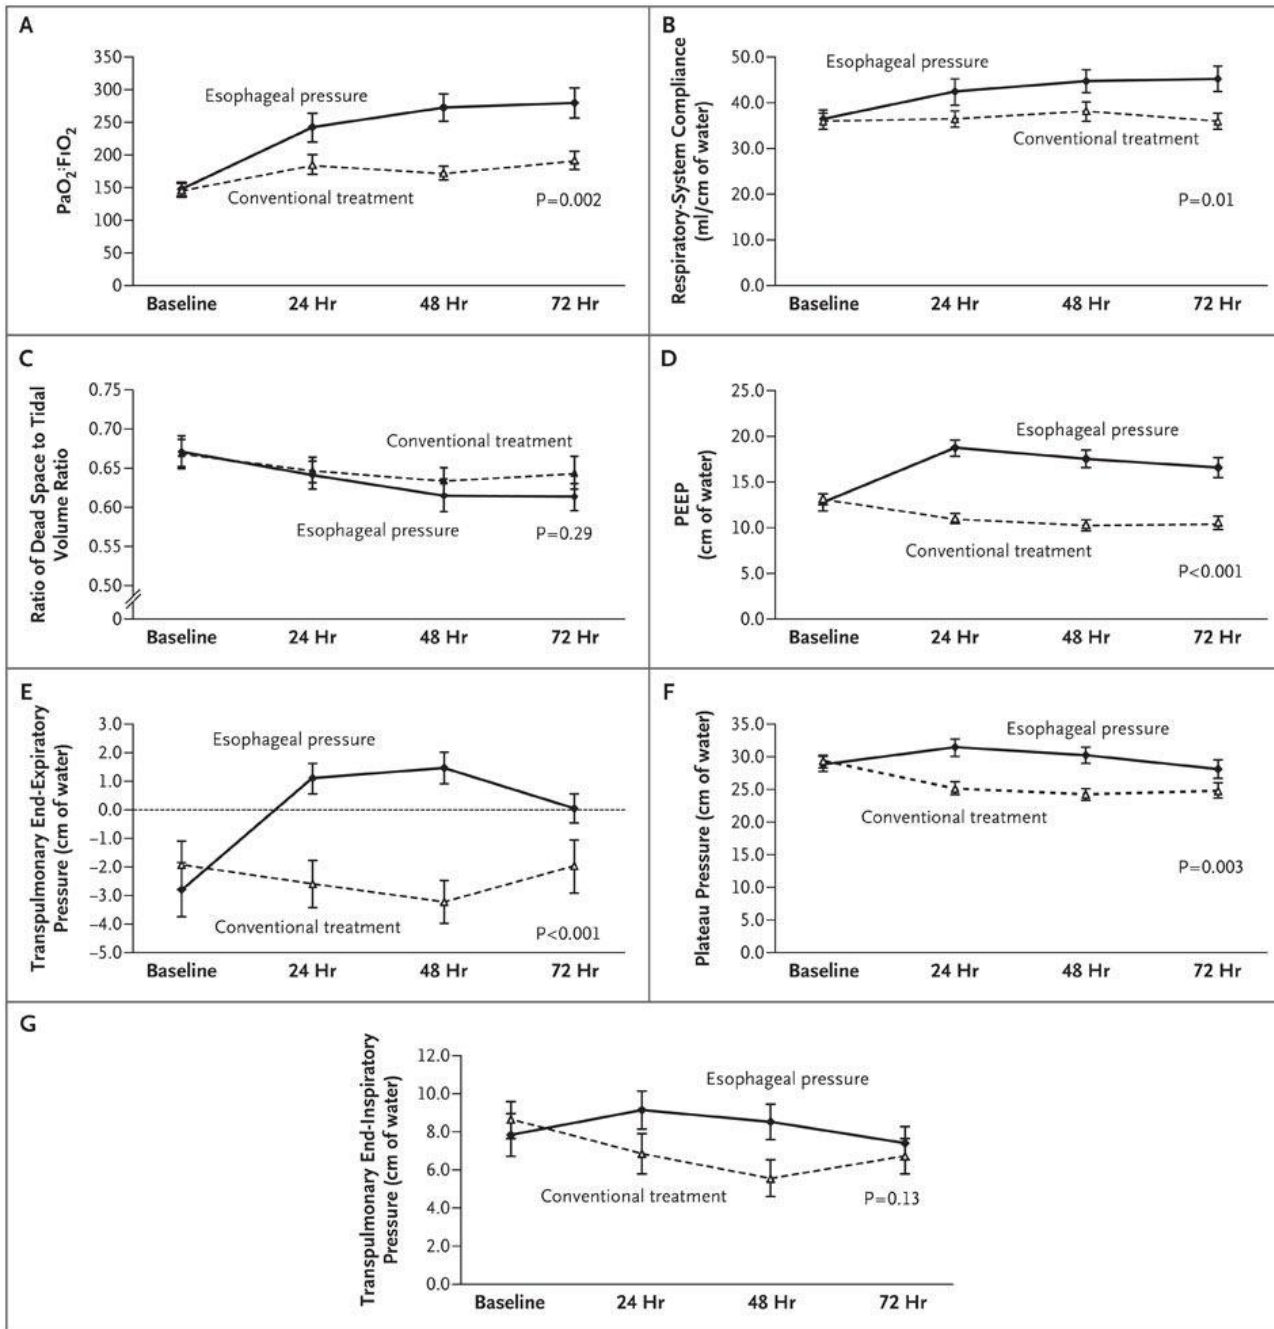 A
PaO2:FIO2
350
300
250
200
150
100
50
0
Esophageal pressure
Conventional treatment
P=0.002
Baseline 24 Hr 48 Hr 72 Hr
B
Respiratory-System Compliance
(ml/cm of water)
50.0
40.0
30.0
20.0
10.0
0.0
Esophageal pressure
Conventional treatment
P=0.01
Baseline 24 Hr 48 Hr 72 Hr
C
Ratio of Dead Space to Tidal
Volume Ratio
0.75
0.70
0.65
0.60
0.55
0.50
0
Conventional treatment
Esophageal pressure
P=0.29
Baseline 24 Hr 48 Hr 72 Hr
D
PEEP
(cm of water)
25.0
20.0
15.0
10.0
5.0
0.0
Esophageal pressure
Conventional treatment
P<0.001
Baseline 24 Hr 48 Hr 72 Hr
E
Transpulmonary End-Expiratory
Pressure (cm of water)
3.0
2.0
1.0
0.0
−1.0
−2.0
−3.0
−4.0
−5.0
Esophageal pressure
Conventional treatment
P<0.001
Baseline 24 Hr 48 Hr 72 Hr
F
Plateau Pressure (cm of water)
35.0
30.0
25.0
20.0
15.0
10.0
5.0
0.0
Esophageal pressure
Conventional treatment
P=0.003
Baseline 24 Hr 48 Hr 72 Hr
G
Transpulmonary End-Inspiratory
Pressure (cm of water)
12.0
10.0
8.0
6.0
4.0
2.0
0.0
Esophageal pressure
Conventional treatment
P=0.13
Baseline 24 Hr 48 Hr 72 Hr